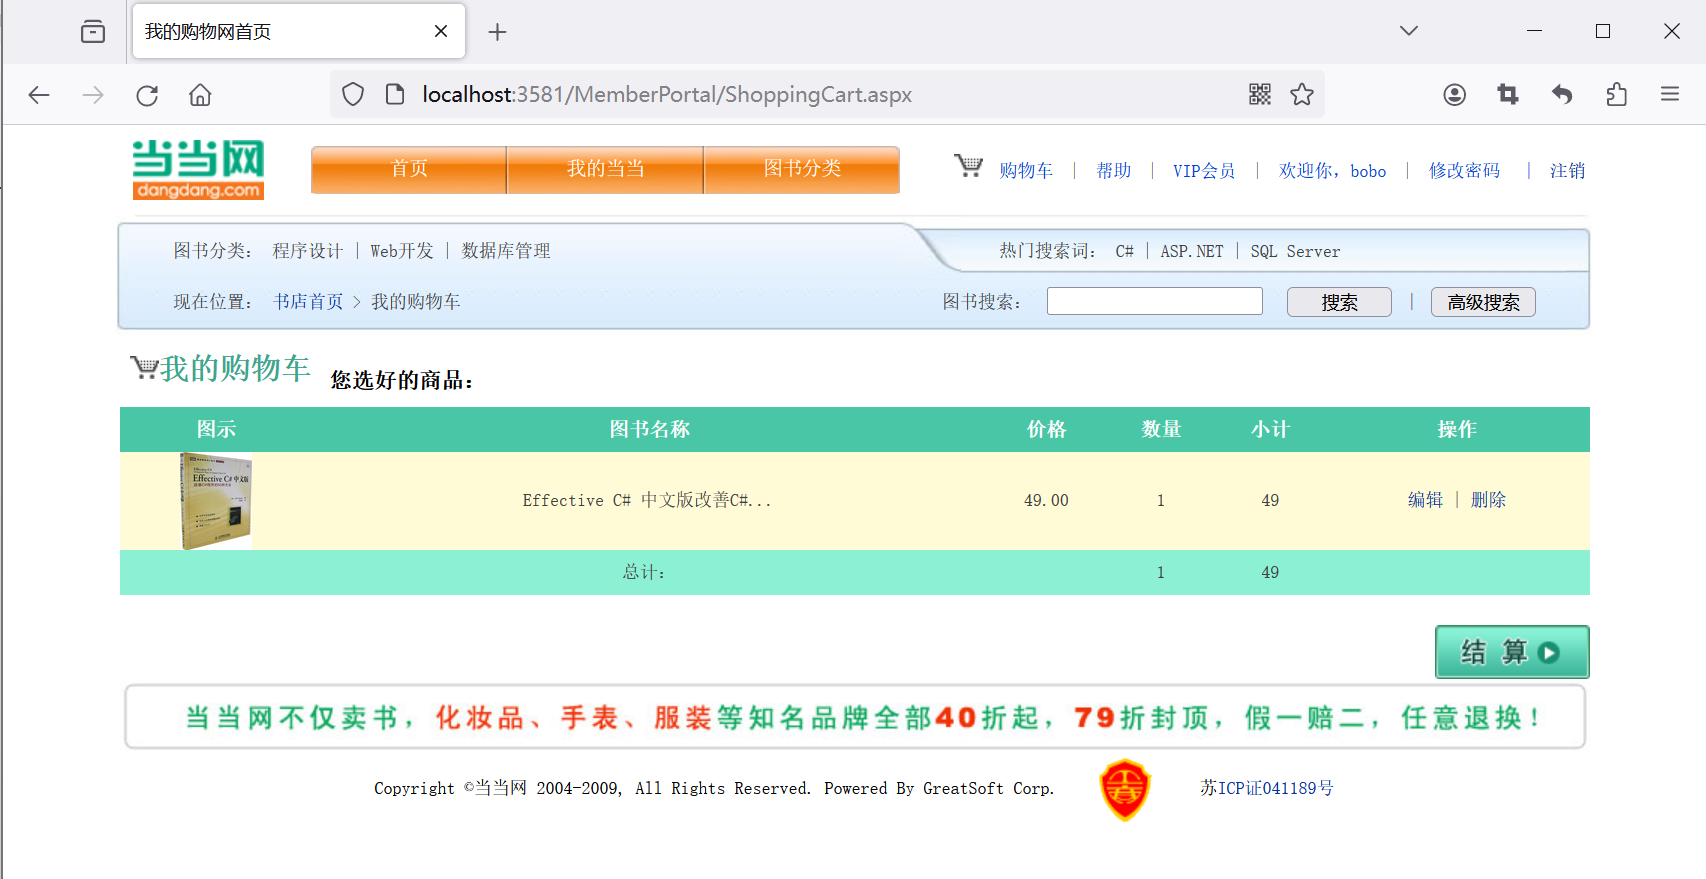 我的购物网首页
localhost:3581/MemberPortal/ShoppingCart.aspx
当当网
dangdang.com
首页 我的当当 图书分类
购物车 | 帮助 | VIP会员 | 欢迎你，bobo | 修改密码 | 注销
图书分类： 程序设计 | Web开发 | 数据库管理
热门搜索词： C# | ASP.NET | SQL Server
现在位置： 书店首页 > 我的购物车
图书搜索： 搜索 | 高级搜索
我的购物车 您选好的商品：
图示 图书名称 价格 数量 小计 操作
Effective C# 中文版
Effective C# 中文版改善C#... 49.00 1 49 编辑 | 删除
总计： 1 49
结 算
当当网不仅卖书，化妆品、手表、服装等知名品牌全部40折起，79折封顶，假一赔二，任意退换！
Copyright ©当当网 2004-2009, All Rights Reserved. Powered By GreatSoft Corp.
苏ICP证041189号